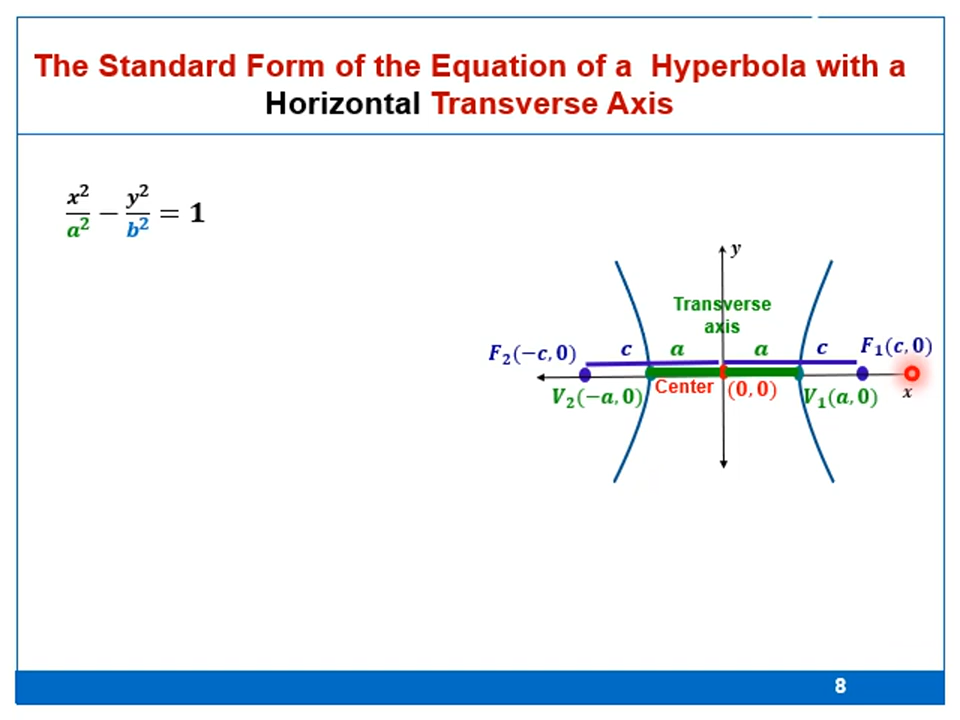 The Standard Form of the Equation of a Hyperbola with a
Horizontal Transverse Axis
x²/a² − y²/b² = 1
y
Transverse
axis
F₂(−c, 0) c a a c F₁(c, 0)
V₂(−a, 0) Center (0, 0) V₁(a, 0) x
8